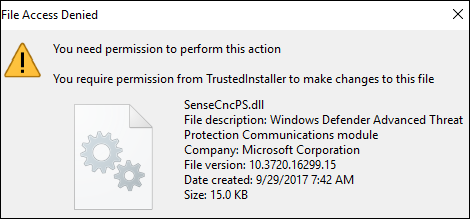 File Access Denied
You need permission to perform this action
You require permission from TrustedInstaller to make changes to this file
SenseCncPS.dll
File description: Windows Defender Advanced Threat
Protection Communications module
Company: Microsoft Corporation
File version: 10.3720.16299.15
Date created: 9/29/2017 7:42 AM
Size: 15.0 KB